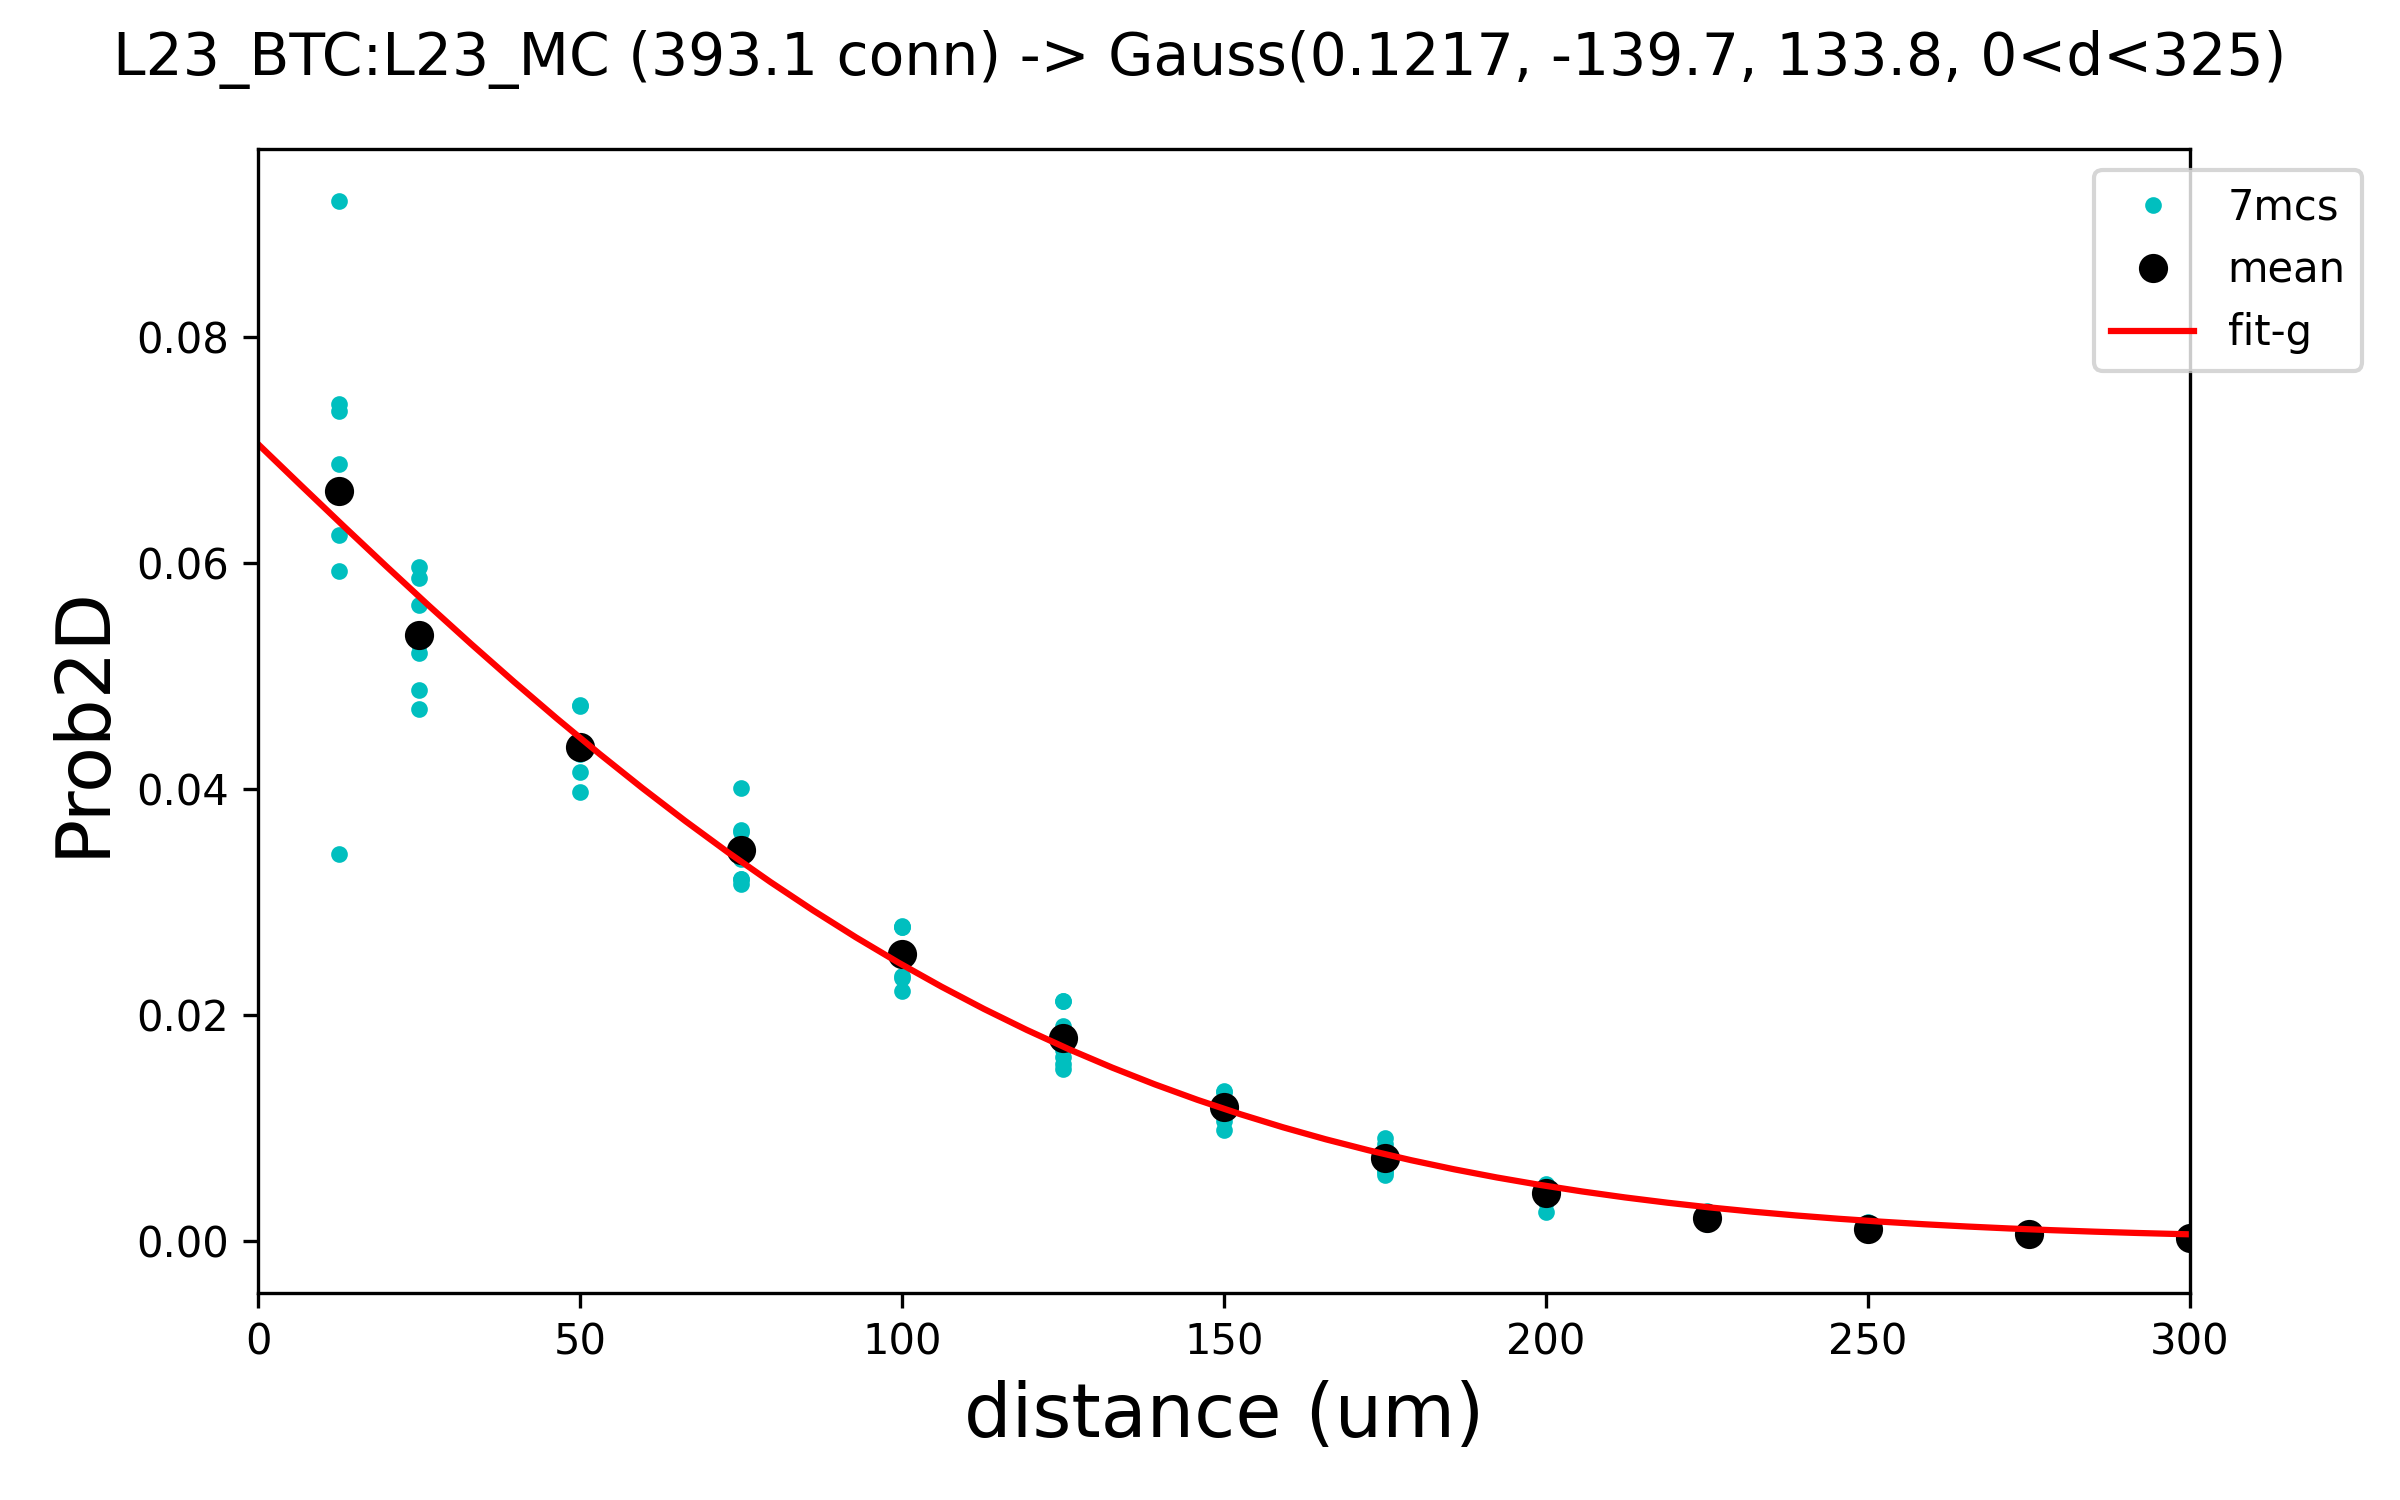 L23_BTC:L23_MC (393.1 conn) -> Gauss(0.1217, -139.7, 133.8, 0<d<325)
7mcs
mean
fit-g
Prob2D
0.08
0.06
0.04
0.02
0.00
0 50 100 150 200 250 300
distance (um)